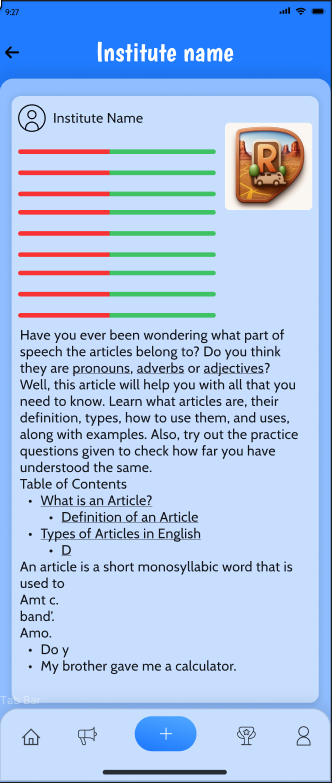 9:27
Institute name
Institute Name
R
Have you ever been wondering what part of
speech the articles belong to? Do you think
they are pronouns, adverbs or adjectives?
Well, this article will help you with all that you
need to know. Learn what articles are, their
definition, types, how to use them, and uses,
along with examples. Also, try out the practice
questions given to check how far you have
understood the same.
Table of Contents
• What is an Article?
• Definition of an Article
• Types of Articles in English
• D
An article is a short monosyllabic word that is
used to
Amt c.
band’.
Amo.
• Do y
• My brother gave me a calculator.
Tab Bar